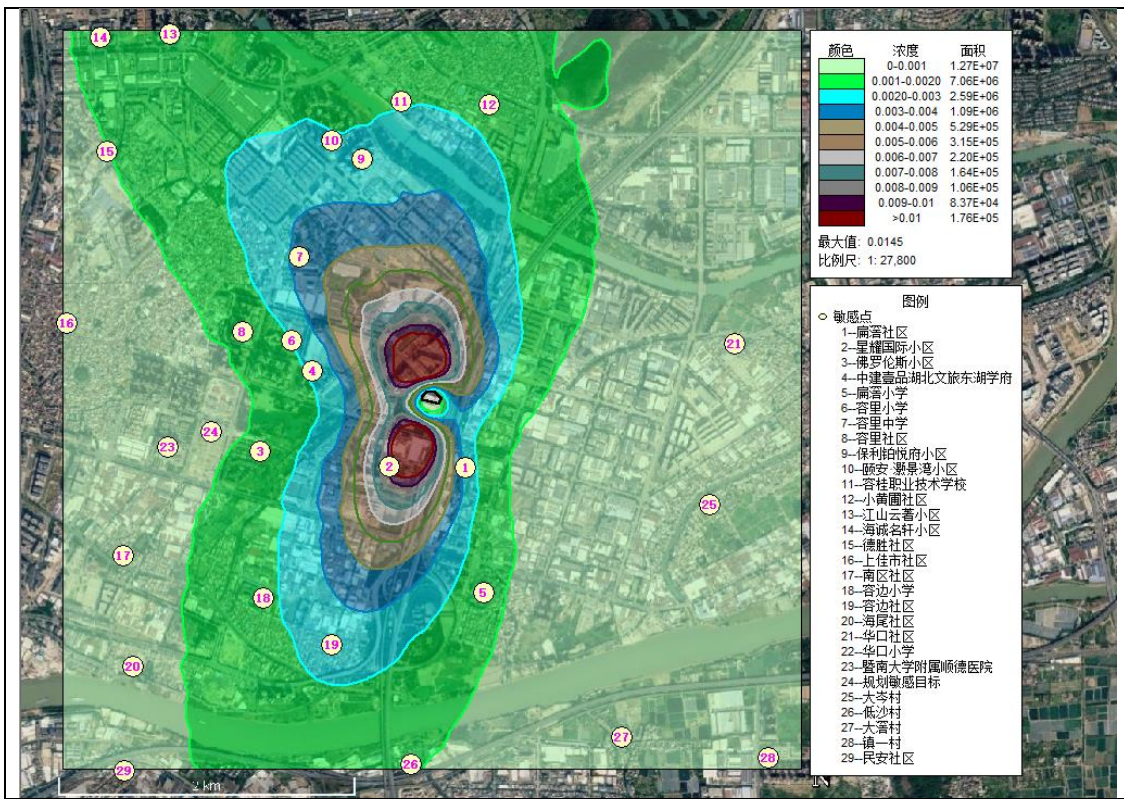 颜色 浓度 面积
0-0.001 1.27E+07
0.001-0.0020 7.06E+06
0.0020-0.003 2.59E+06
0.003-0.004 1.09E+06
0.004-0.005 5.29E+05
0.005-0.006 3.15E+05
0.006-0.007 2.20E+05
0.007-0.008 1.64E+05
0.008-0.009 1.06E+05
0.009-0.01 8.37E+04
>0.01 1.76E+05
最大值: 0.0145
比例尺: 1: 27,800
图例
敏感点
1--扁滘社区
2--星耀国际小区
3--佛罗伦斯小区
4--中建壹品湖北文旅东湖学府
5--扁滘小学
6--容里小学
7--容里中学
8--容里社区
9--保利铂悦府小区
10--颐安·灏景湾小区
11--容桂职业技术学校
12--小黄圃社区
13--江山云著小区
14--海诚名轩小区
15--德胜社区
16--上佳市社区
17--南区社区
18--容边小学
19--容边社区
20--海尾社区
21--华口社区
22--华口小学
23--暨南大学附属顺德医院
24--规划敏感目标
25--大岑村
26--低沙村
27--大滘村
28--镇一村
29--民安社区
14
13
11
12
10
9
15
7
16
8
6
21
4
24
23
3
2
1
25
17
18
5
19
20
27
26
28
29
2 km